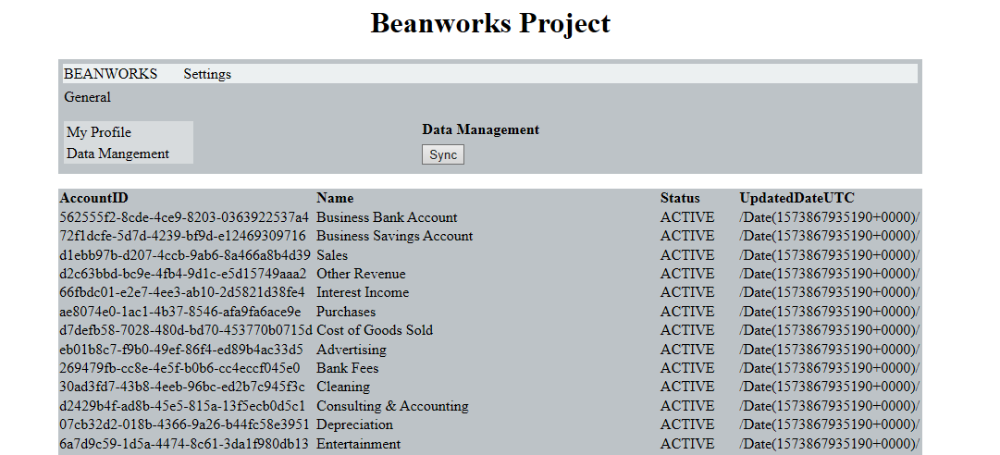 Beanworks Project
BEANWORKS Settings
General
My Profile
Data Mangement
Data Management
Sync
AccountID Name Status UpdatedDateUTC
562555f2-8cde-4ce9-8203-0363922537a4 Business Bank Account ACTIVE /Date(1573867935190+0000)/
72f1dcfe-5d7d-4239-bf9d-e12469309716 Business Savings Account ACTIVE /Date(1573867935190+0000)/
d1ebb97b-d207-4ccb-9ab6-8a466a8b4d39 Sales ACTIVE /Date(1573867935190+0000)/
d2c63bbd-bc9e-4fb4-9d1c-e5d15749aaa2 Other Revenue ACTIVE /Date(1573867935190+0000)/
66fbdc01-e2e7-4ee3-ab10-2d5821d38fe4 Interest Income ACTIVE /Date(1573867935190+0000)/
ae8074e0-1ac1-4b37-8546-afa9fa6ace9e Purchases ACTIVE /Date(1573867935190+0000)/
d7defb58-7028-480d-bd70-453770b0715d Cost of Goods Sold ACTIVE /Date(1573867935190+0000)/
eb01b8c7-f9b0-49ef-86f4-ed89b4ac33d5 Advertising ACTIVE /Date(1573867935190+0000)/
269479fb-cc8e-4e5f-b0b6-cc4eccf045e0 Bank Fees ACTIVE /Date(1573867935190+0000)/
30ad3fd7-43b8-4eeb-96bc-ed2b7c945f3c Cleaning ACTIVE /Date(1573867935190+0000)/
d2429b4f-ad8b-45e5-815a-13f5ecb0d5c1 Consulting & Accounting ACTIVE /Date(1573867935190+0000)/
07cb32d2-018b-4366-9a26-b44fc58e3951 Depreciation ACTIVE /Date(1573867935190+0000)/
6a7d9c59-1d5a-4474-8c61-3da1f980db13 Entertainment ACTIVE /Date(1573867935190+0000)/